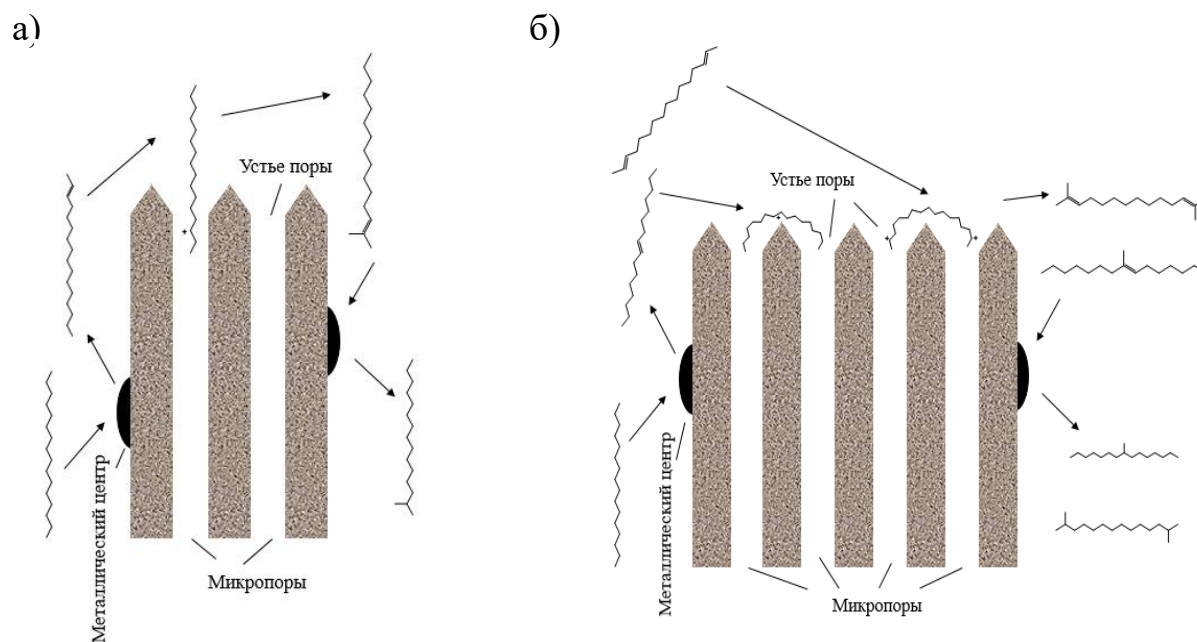 а)
б)
Устье поры
Металлический центр
Микропоры
Устье поры
Металлический центр
Микропоры